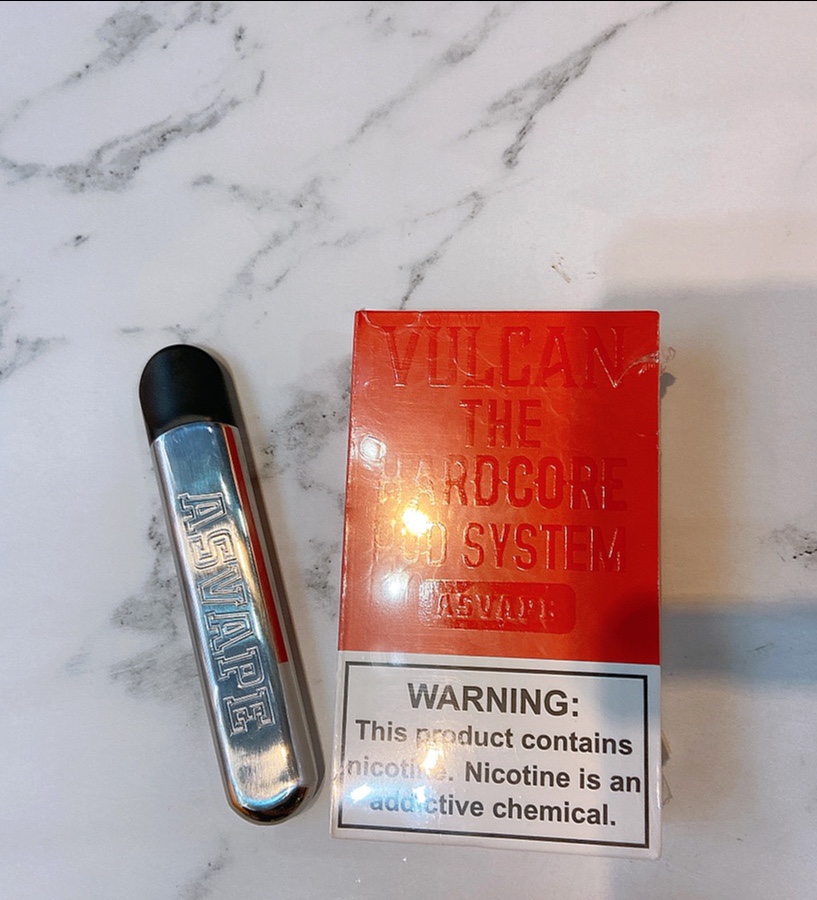 ASVAPE
VULCAN
THE
HARDCORE
POD SYSTEM
ASVAPE
WARNING:
This product contains
nicotine. Nicotine is an
addictive chemical.